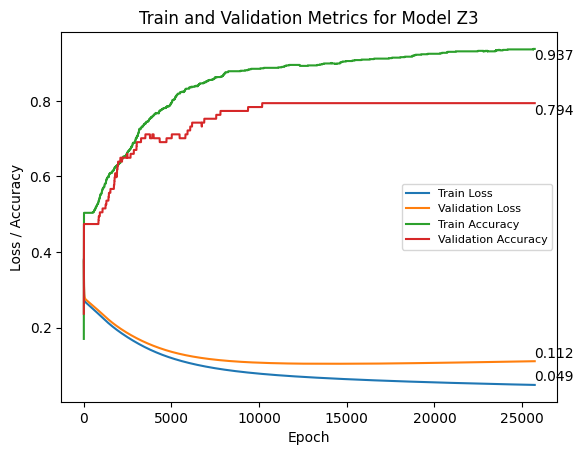 Train and Validation Metrics for Model Z3
Loss / Accuracy
0.8
0.6
0.4
0.2
0.937
0.794
Train Loss
Validation Loss
Train Accuracy
Validation Accuracy
0.112
0.049
0
5000
10000
15000
20000
25000
Epoch